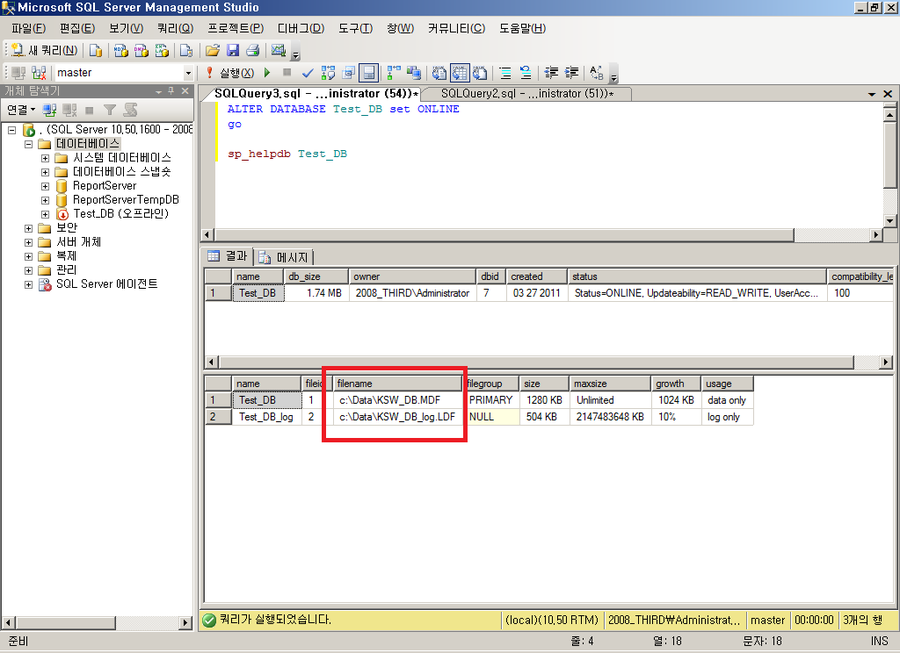 Microsoft SQL Server Management Studio
파일(F) 편집(E) 보기(V) 쿼리(Q) 프로젝트(P) 디버그(D) 도구(T) 창(W) 커뮤니티(C) 도움말(H)
새 쿼리(N)
master 실행(X)
개체 탐색기
연결
. (SQL Server 10,50,1600 - 2008
데이터베이스
시스템 데이터베이스
데이터베이스 스냅숏
ReportServer
ReportServerTempDB
Test_DB (오프라인)
보안
서버 개체
복제
관리
SQL Server 에이전트
SQLQuery3.sql - ...inistrator (54))* SQLQuery2.sql - ...inistrator (51))*
ALTER DATABASE Test_DB set ONLINE
go
sp_helpdb Test_DB
결과 메시지
name db_size owner dbid created status compatibility_le
1 Test_DB 1.74 MB 2008_THIRD\Administrator 7 03 27 2011 Status=ONLINE, Updateability=READ_WRITE, UserAcc... 100
name fileid filename filegroup size maxsize growth usage
1 Test_DB 1 c:\Data\KSW_DB.MDF PRIMARY 1280 KB Unlimited 1024 KB data only
2 Test_DB_log 2 c:\Data\KSW_DB_log.LDF NULL 504 KB 2147483648 KB 10% log only
쿼리가 실행되었습니다. (local)(10,50 RTM) 2008_THIRD₩Administrat,,, master 00:00:00 3개의 행
준비 줄: 4 열: 18 문자: 18 INS